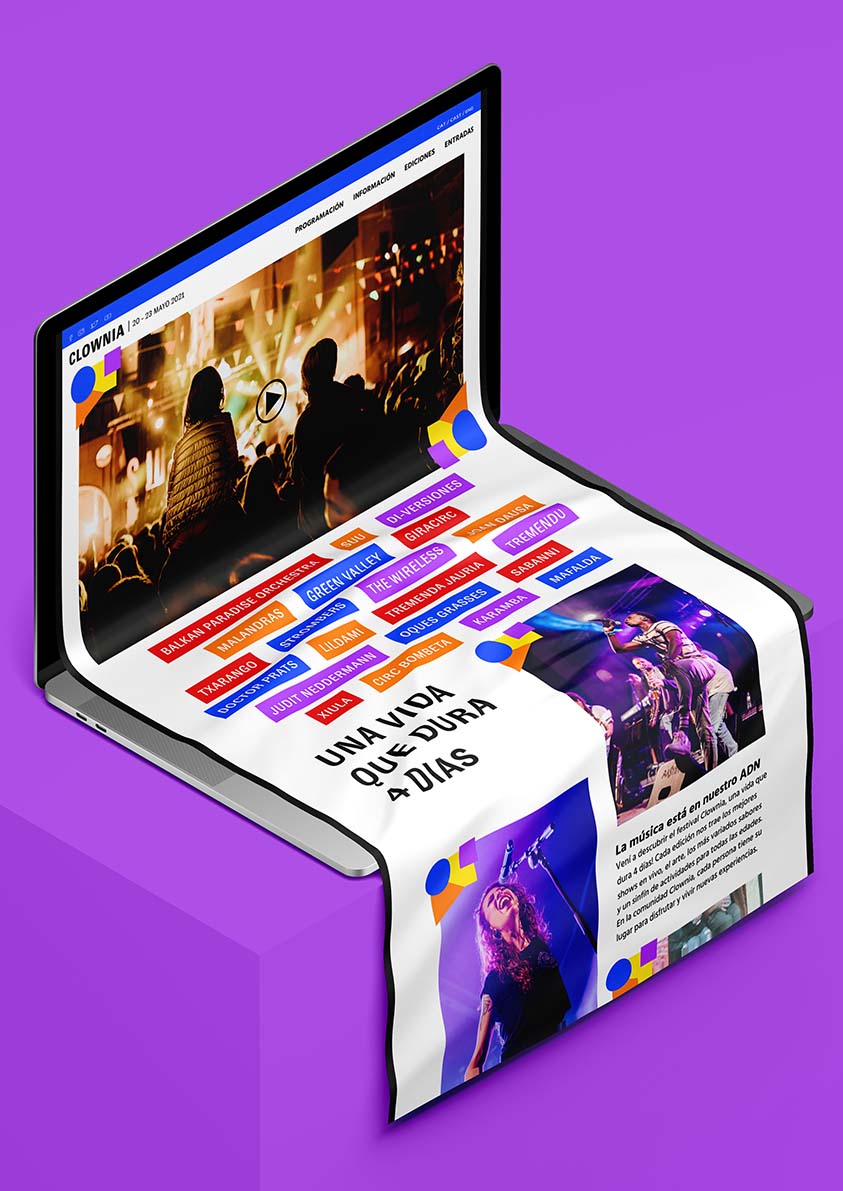 CAT / CAST / ENG
PROGRAMACIÓN INFORMACIÓN EDICIONES ENTRADAS
CLOWNIA | 20 - 23 MAYO 2021
BALKAN PARADISE ORCHESTRA SUU DI-VERSIONES
MALANDRAS GREEN VALLEY GIRACIRC
STROMBERS THE WIRELESS JOAN DAUSA
TXARANGO LILDAMI TREMENDA JAURIA TREMENDU
DOCTOR PRATS OQUES GRASSES SABANNI
JUDIT NEDDERMANN KARAMBA MAFALDA
XIULA CIRC BOMBETA
UNA VIDA
QUE DURA
4 DIAS
La música está en nuestro ADN
Vení a descubrir el festival Clownia, una vida que
dura 4 días! Cada edición nos trae los mejores
shows en vivo, el arte, los más variados sabores
y un sinfín de actividades para todas las edades.
En la comunidad Clownia, cada persona tiene su
lugar para disfrutar y vivir nuevas experiencias.